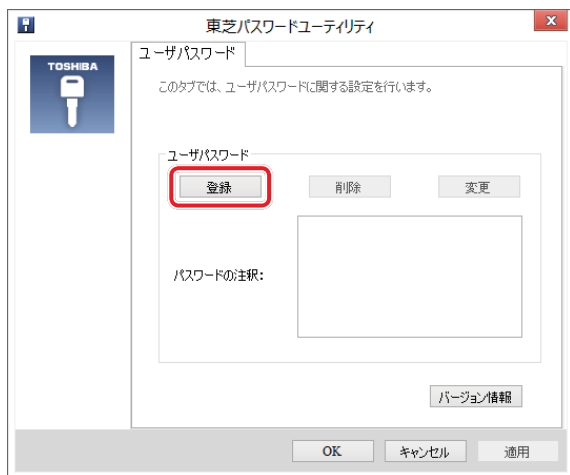 東芝パスワードユーティリティ
x
TOSHIBA
ユーザパスワード
このタブでは、ユーザパスワードに関する設定を行います。
ユーザパスワード
登録 削除 変更
パスワードの注釈:
バージョン情報
OK キャンセル 適用